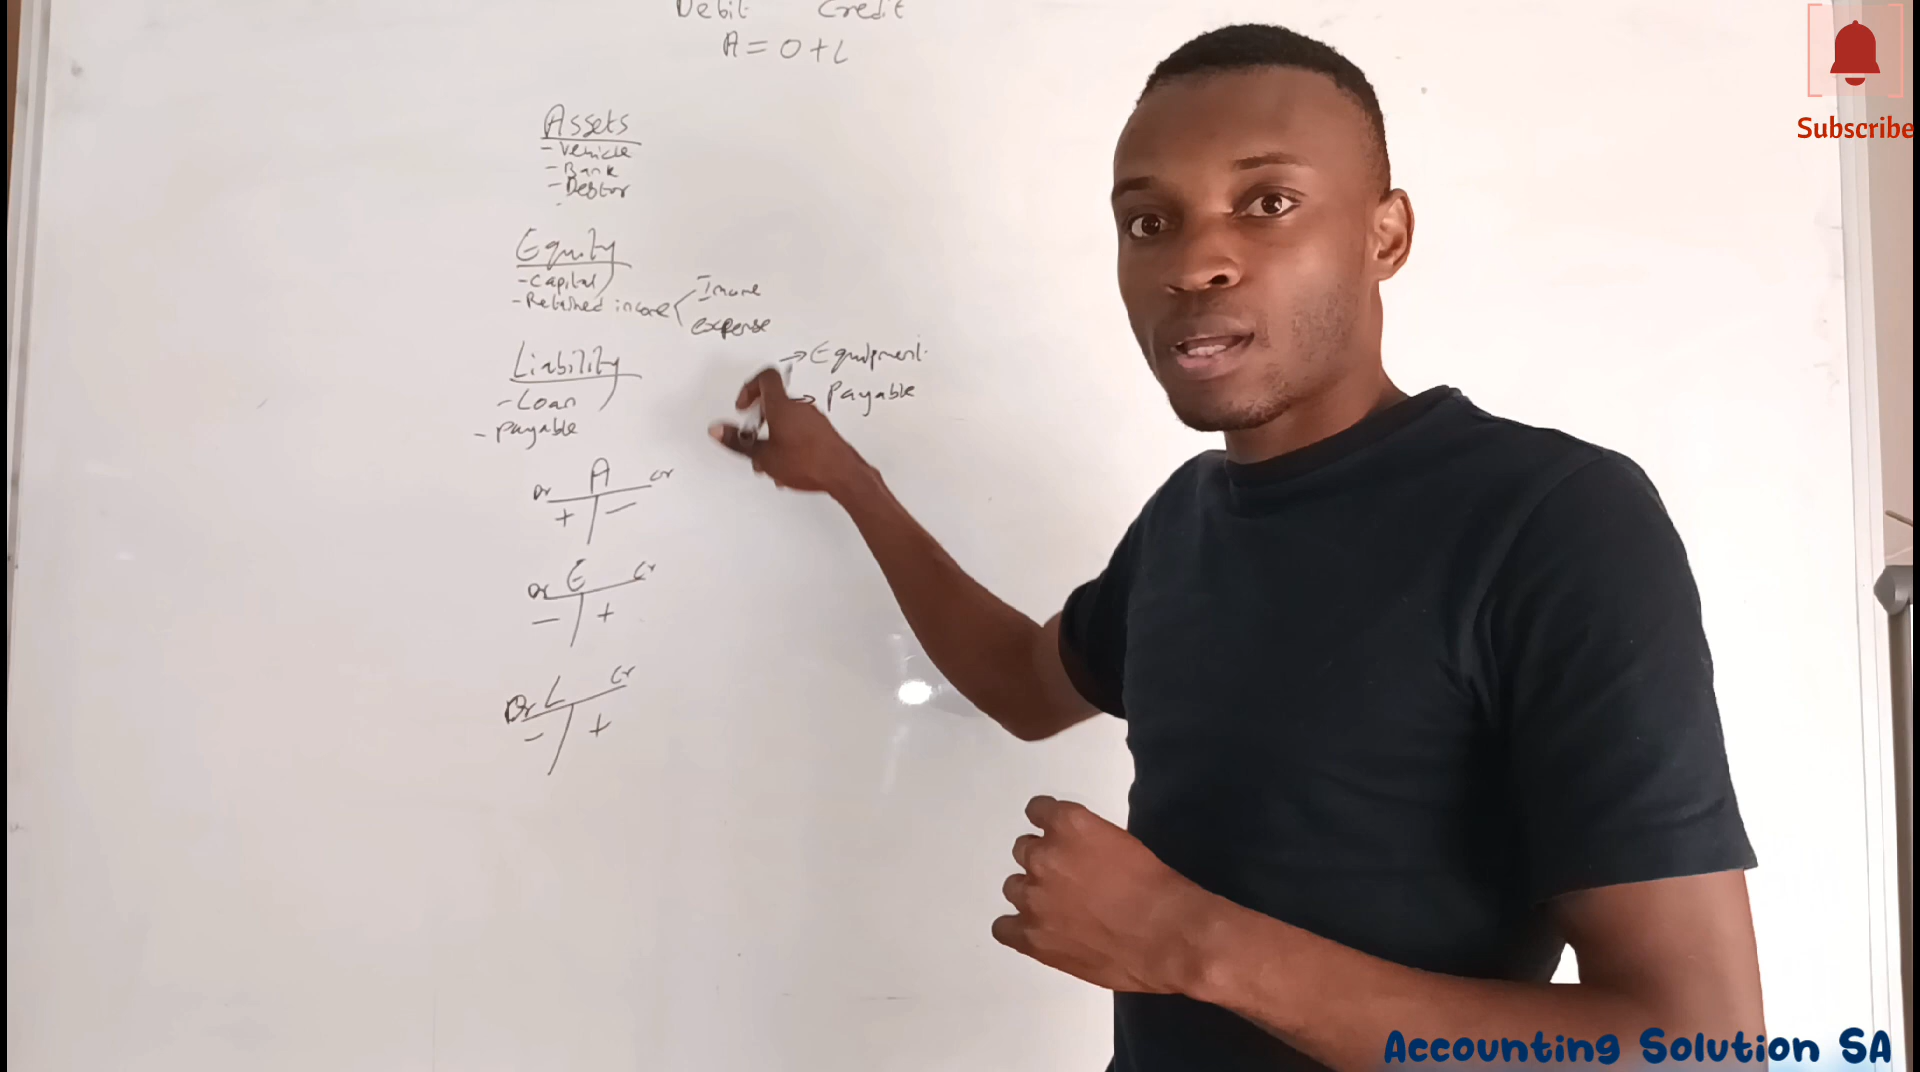 Debit Credit
A = O + L
Subscribe
Assets
- Vehicle
- Bank
- Debtor
Equity
- Capital
- Retained income
Income
expense
Liability
- Loan
- payable
→ Equipment
→ Payable
Dr A Cr
+ -
Dr E Cr
- +
Dr L Cr
- +
Accounting Solution SA